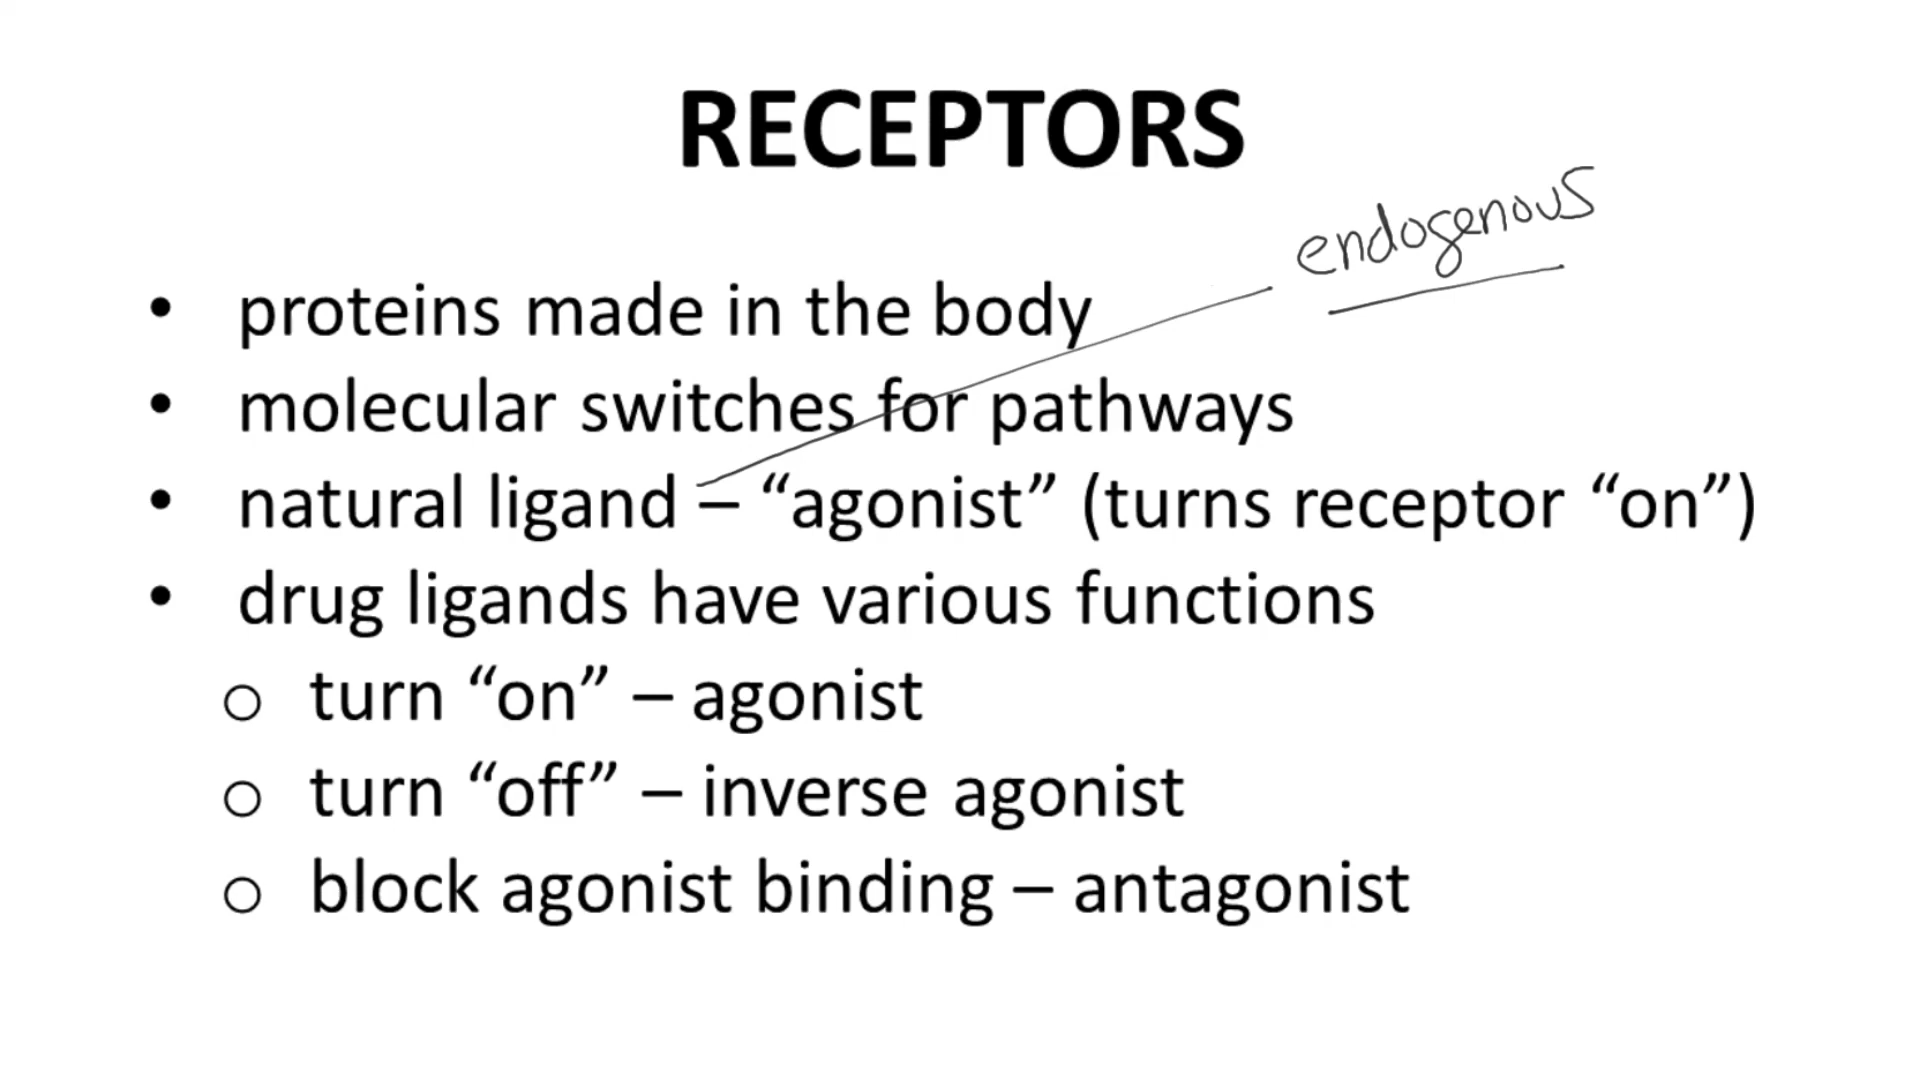 RECEPTORS
endogenous
• proteins made in the body
• molecular switches for pathways
• natural ligand – “agonist” (turns receptor “on”)
• drug ligands have various functions
o turn “on” – agonist
o turn “off” – inverse agonist
o block agonist binding – antagonist